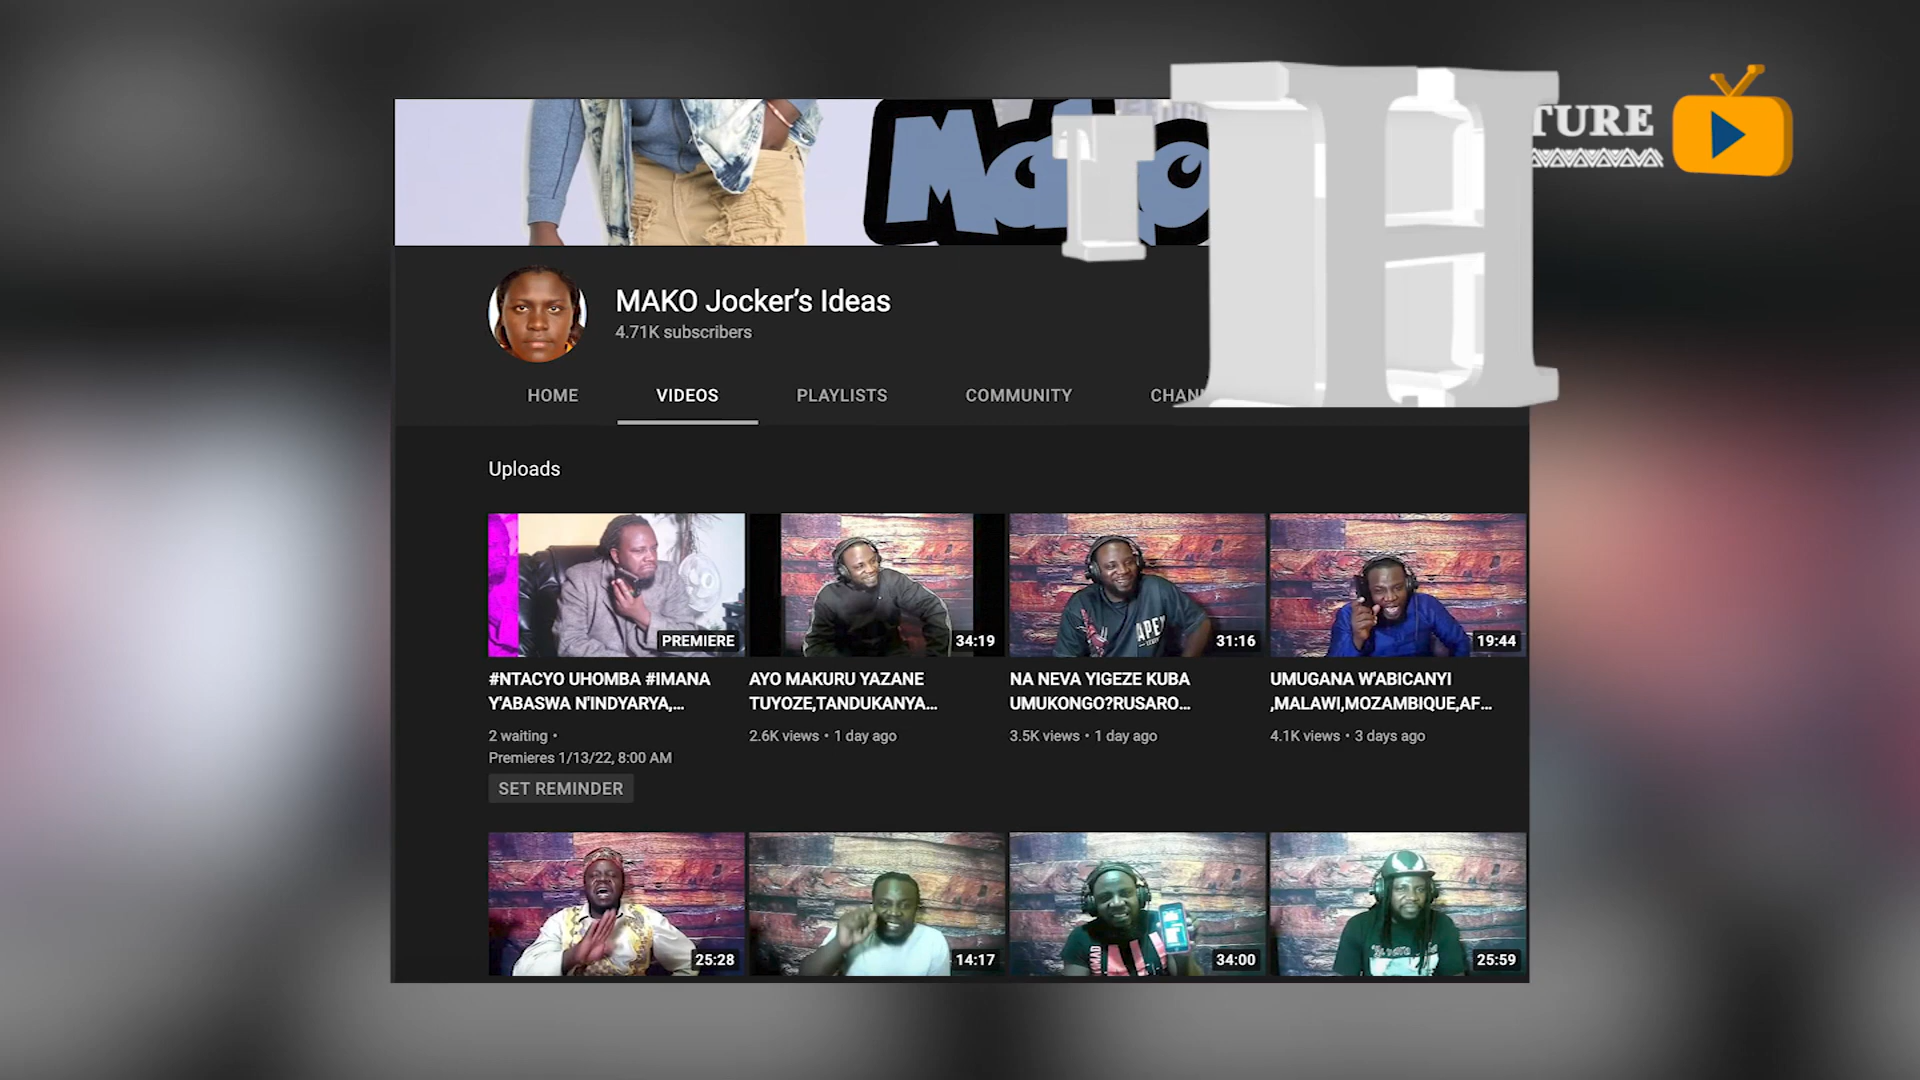 Mako
TH
TURE
MAKO Jocker's Ideas
4.71K subscribers
HOME
VIDEOS
PLAYLISTS
COMMUNITY
CHAN
Uploads
PREMIERE
34:19
31:16
19:44
#NTACYO UHOMBA #IMANA
Y'ABASWA N'INDYARYA,...
2 waiting •
Premieres 1/13/22, 8:00 AM
SET REMINDER
AYO MAKURU YAZANE
TUYOZE,TANDUKANYA...
2.6K views • 1 day ago
NA NEVA YIGEZE KUBA
UMUKONGO?RUSARO...
3.5K views • 1 day ago
UMUGANA W'ABICANYI
,MALAWI,MOZAMBIQUE,AF...
4.1K views • 3 days ago
25:28
14:17
34:00
25:59